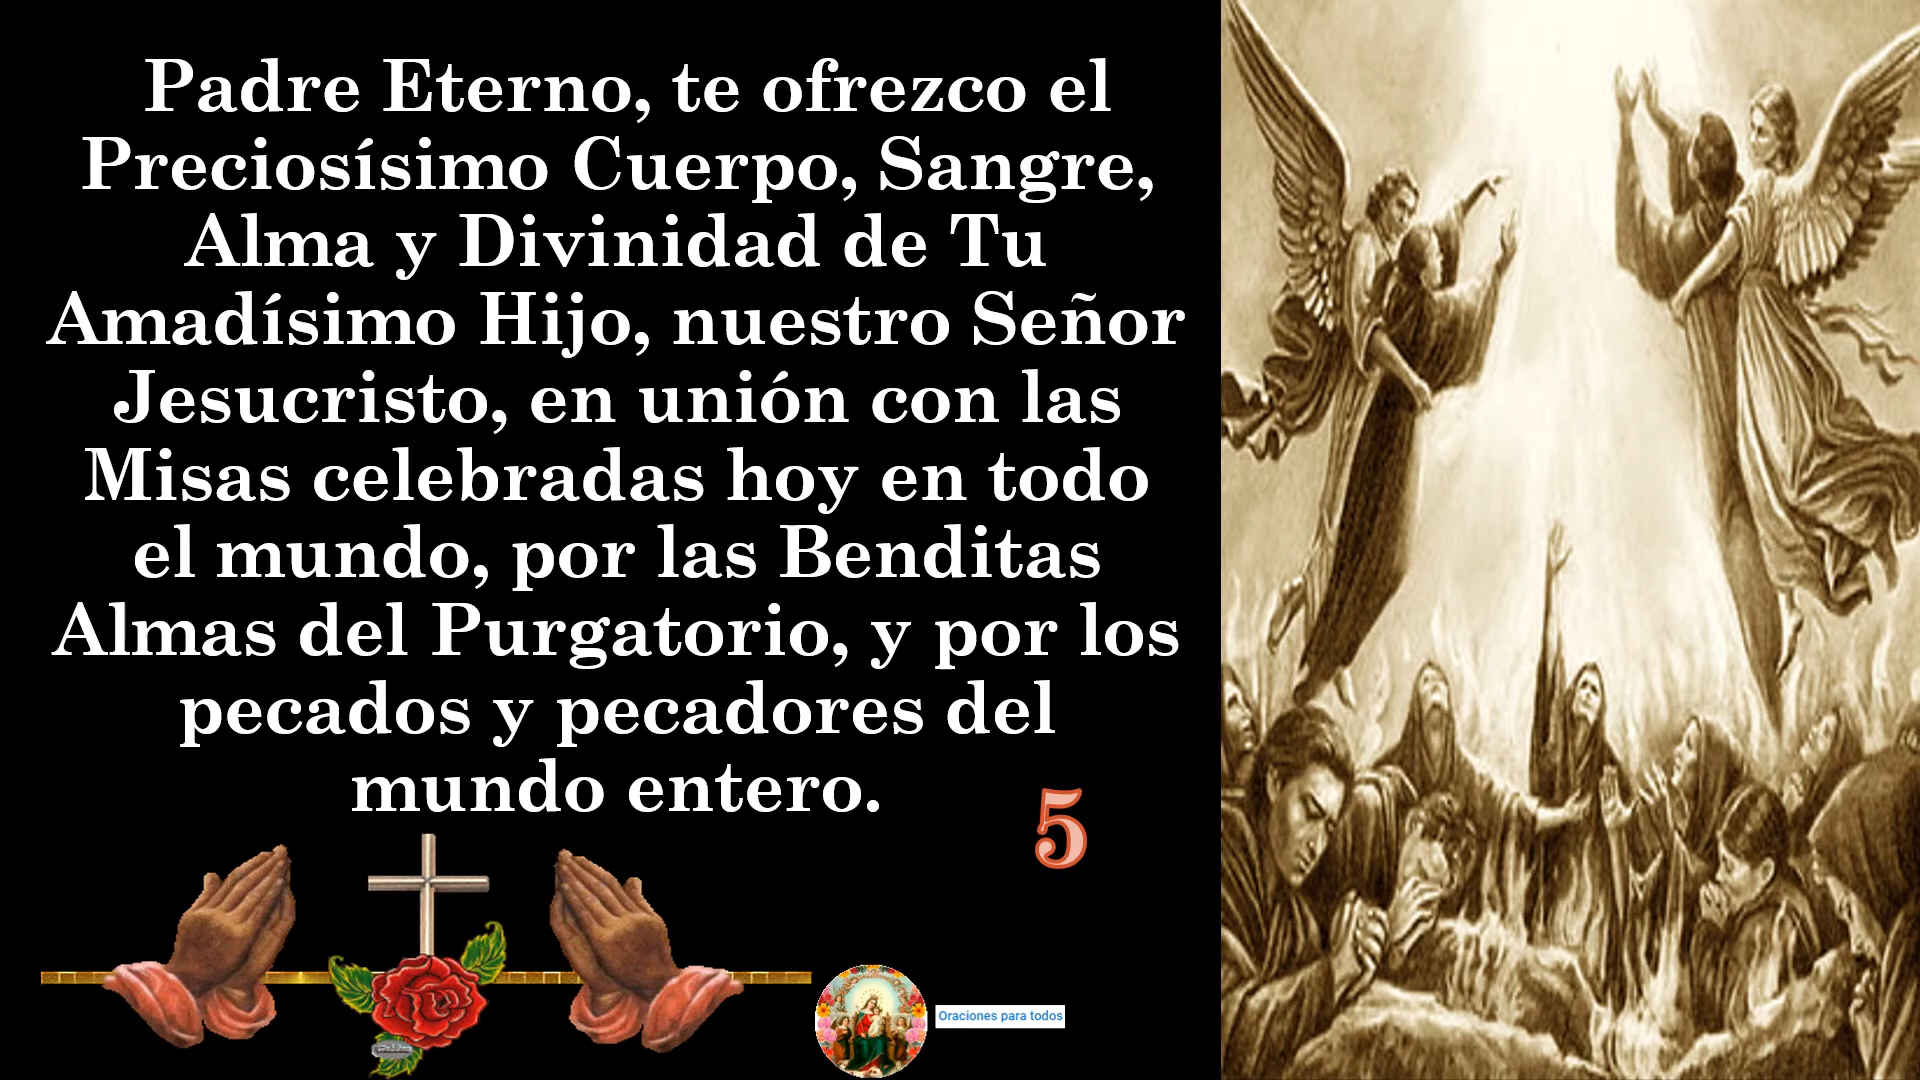 Padre Eterno, te ofrezco el
Preciosísimo Cuerpo, Sangre,
Alma y Divinidad de Tu
Amadísimo Hijo, nuestro Señor
Jesucristo, en unión con las
Misas celebradas hoy en todo
el mundo, por las Benditas
Almas del Purgatorio, y por los
pecados y pecadores del
mundo entero.
5
Oraciones para todos